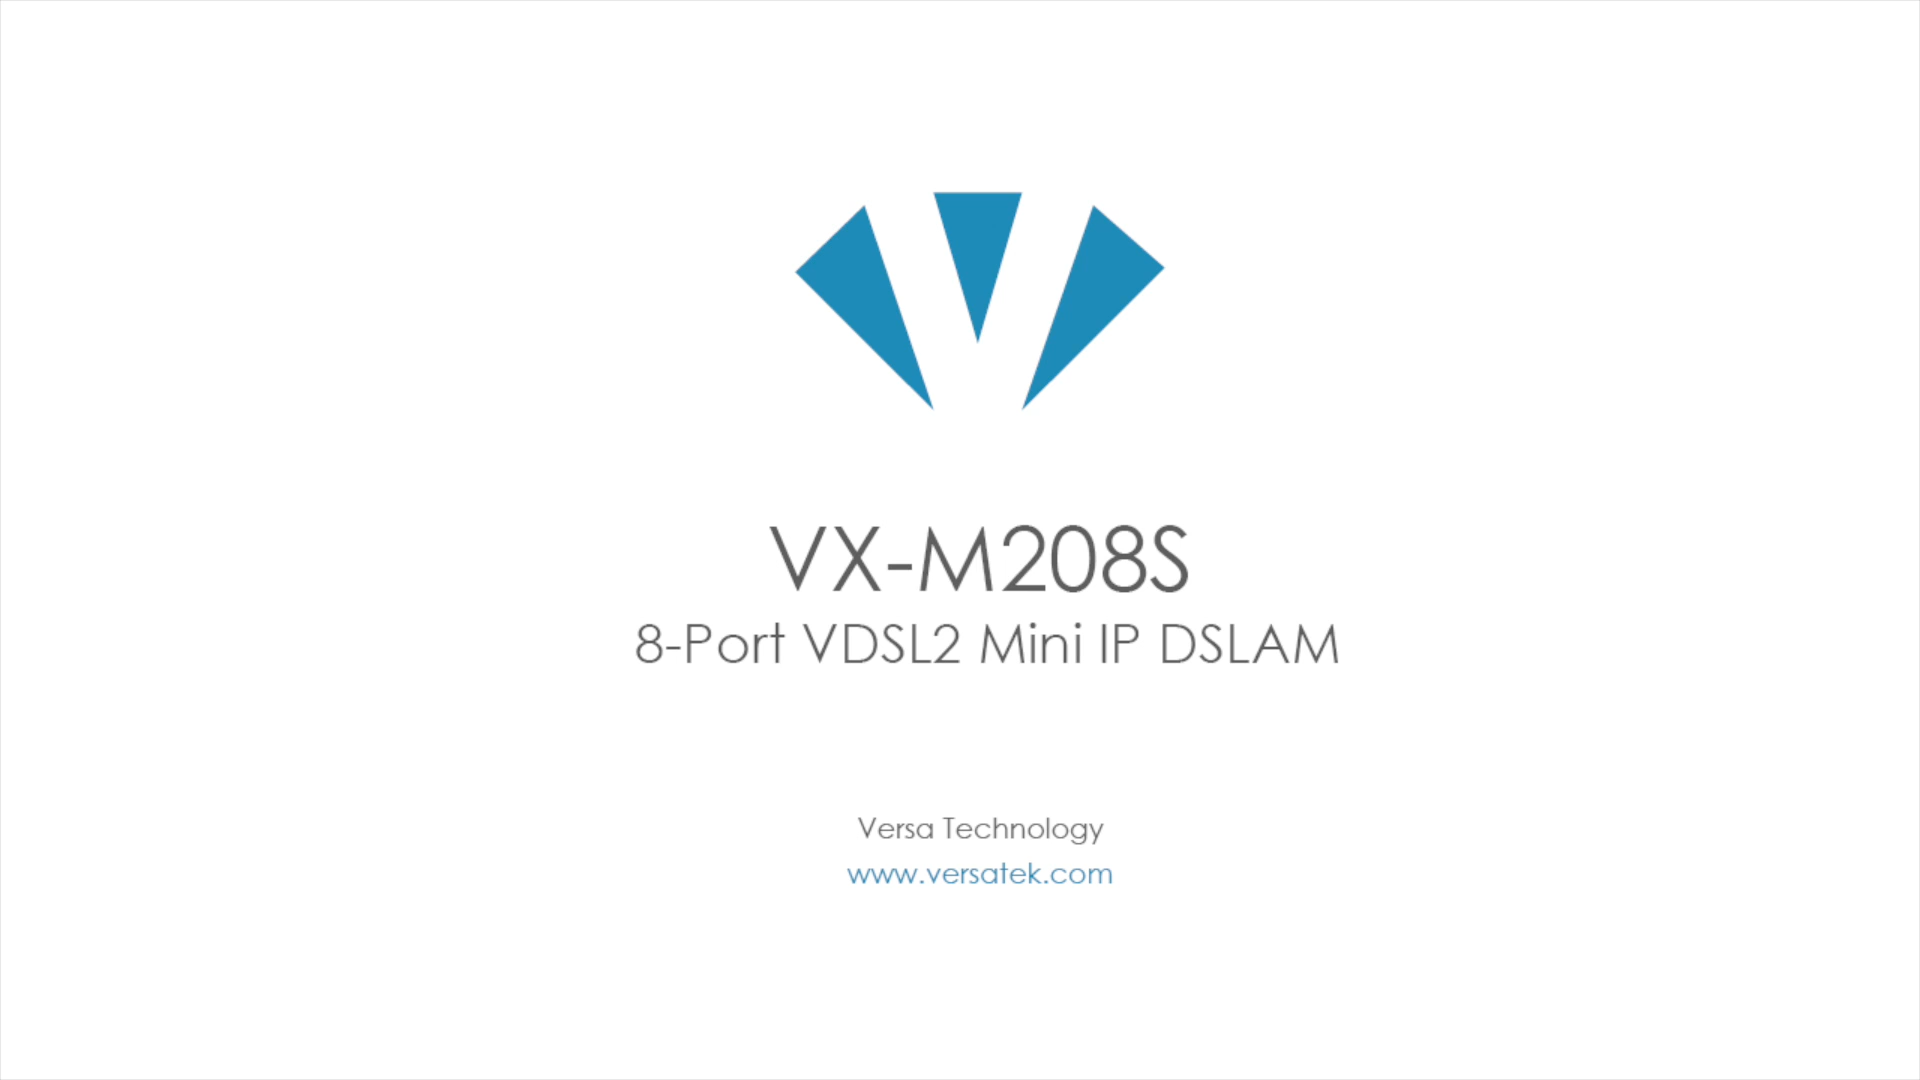 VX-M208S
8-Port VDSL2 Mini IP DSLAM
Versa Technology
www.versatek.com